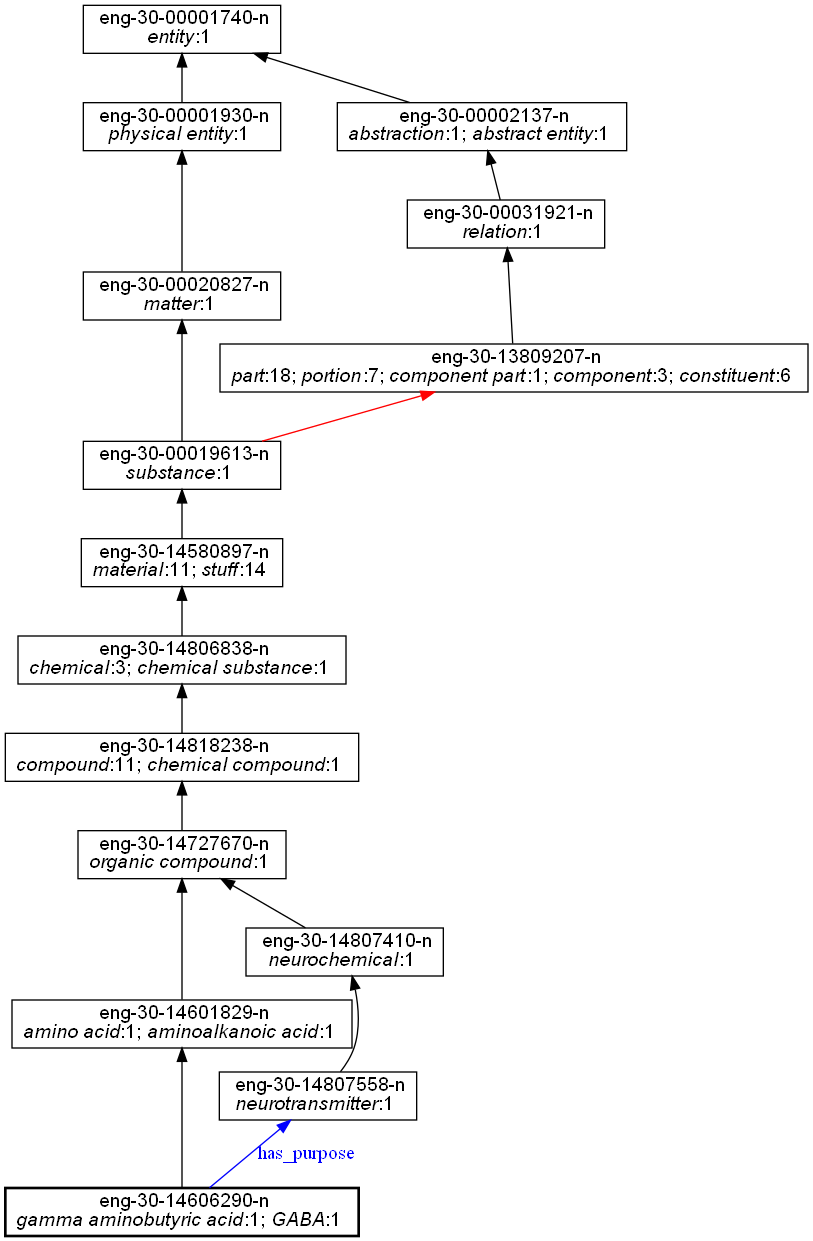 eng-30-00001740-n
entity:1
eng-30-00001930-n
physical entity:1
eng-30-00002137-n
abstraction:1; abstract entity:1
eng-30-00031921-n
relation:1
eng-30-00020827-n
matter:1
eng-30-13809207-n
part:18; portion:7; component part:1; component:3; constituent:6
eng-30-00019613-n
substance:1
eng-30-14580897-n
material:11; stuff:14
eng-30-14806838-n
chemical:3; chemical substance:1
eng-30-14818238-n
compound:11; chemical compound:1
eng-30-14727670-n
organic compound:1
eng-30-14807410-n
neurochemical:1
eng-30-14601829-n
amino acid:1; aminoalkanoic acid:1
eng-30-14807558-n
neurotransmitter:1
has_purpose
eng-30-14606290-n
gamma aminobutyric acid:1; GABA:1